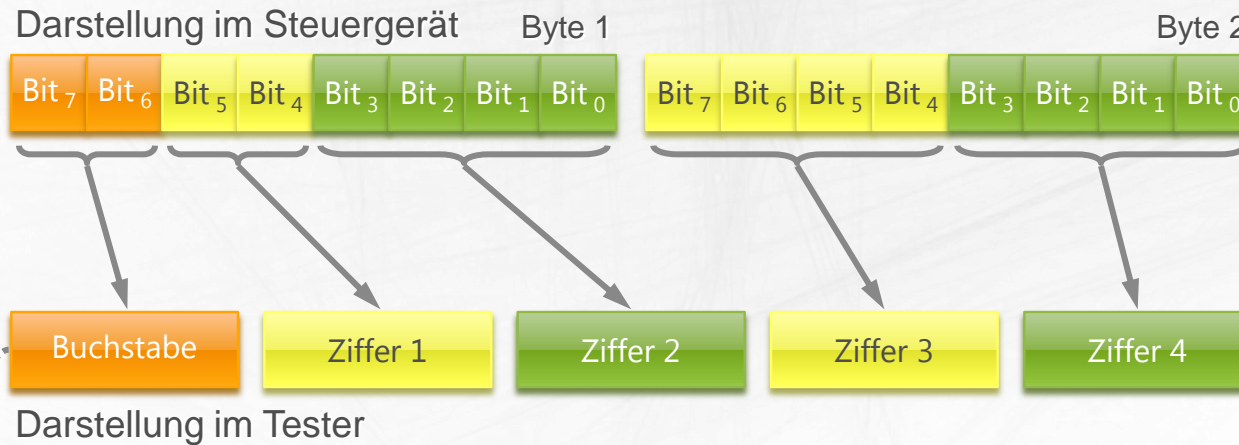 Darstellung im Steuergerät Byte 1 Byte 2
Bit 7 Bit 6 Bit 5 Bit 4 Bit 3 Bit 2 Bit 1 Bit 0 Bit 7 Bit 6 Bit 5 Bit 4 Bit 3 Bit 2 Bit 1 Bit 0
Buchstabe Ziffer 1 Ziffer 2 Ziffer 3 Ziffer 4
Darstellung im Tester